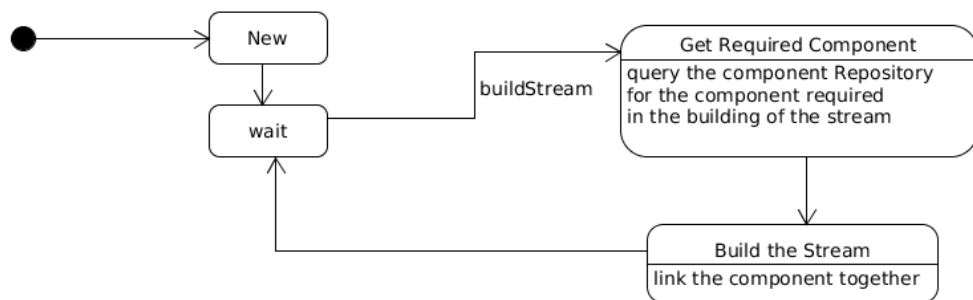 New
Get Required Component
query the component Repository
for the component required
in the building of the stream
buildStream
wait
Build the Stream
link the component together